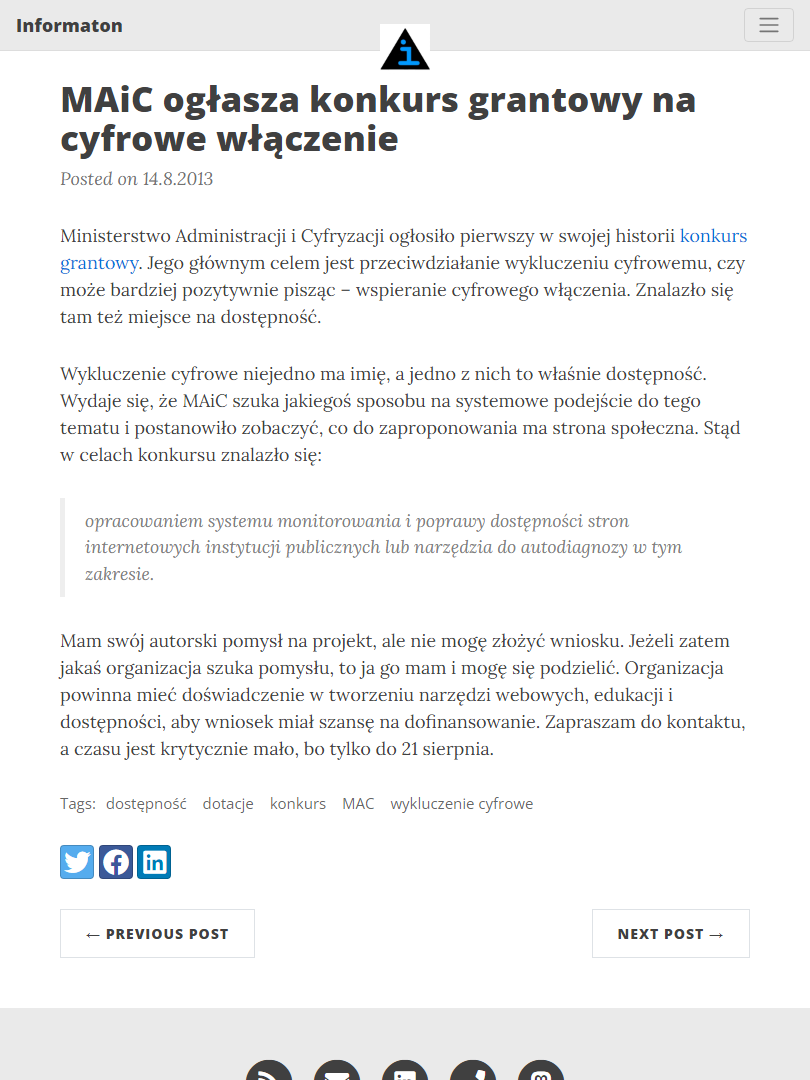 Informaton
MAiC ogłasza konkurs grantowy na
cyfrowe włączenie
Posted on 14.8.2013
Ministerstwo Administracji i Cyfryzacji ogłosiło pierwszy w swojej historii konkurs
grantowy. Jego głównym celem jest przeciwdziałanie wykluczeniu cyfrowemu, czy
może bardziej pozytywnie pisząc – wspieranie cyfrowego włączenia. Znalazło się
tam też miejsce na dostępność.
Wykluczenie cyfrowe niejedno ma imię, a jedno z nich to właśnie dostępność.
Wydaje się, że MAiC szuka jakiegoś sposobu na systemowe podejście do tego
tematu i postanowiło zobaczyć, co do zaproponowania ma strona społeczna. Stąd
w celach konkursu znalazło się:
opracowaniem systemu monitorowania i poprawy dostępności stron
internetowych instytucji publicznych lub narzędzia do autodiagnozy w tym
zakresie.
Mam swój autorski pomysł na projekt, ale nie mogę złożyć wniosku. Jeżeli zatem
jakaś organizacja szuka pomysłu, to ja go mam i mogę się podzielić. Organizacja
powinna mieć doświadczenie w tworzeniu narzędzi webowych, edukacji i
dostępności, aby wniosek miał szansę na dofinansowanie. Zapraszam do kontaktu,
a czasu jest krytycznie mało, bo tylko do 21 sierpnia.
Tags: dostępność dotacje konkurs MAC wykluczenie cyfrowe
← PREVIOUS POST
NEXT POST →